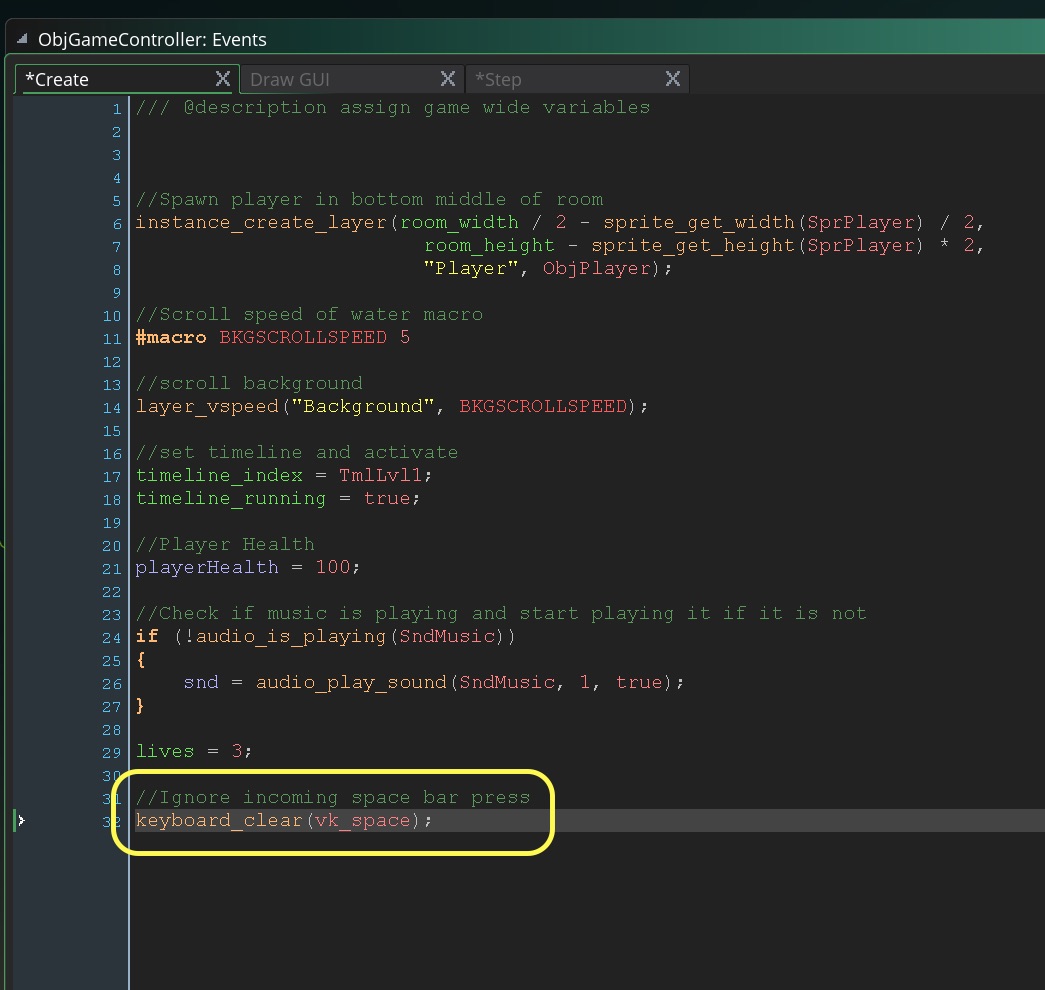 ObjGameController: Events
*Create X Draw GUI X *Step X
1 /// @description assign game wide variables
2
3
4
5 //Spawn player in bottom middle of room
6 instance_create_layer(room_width / 2 - sprite_get_width(SprPlayer) / 2,
7 room_height - sprite_get_height(SprPlayer) * 2,
8 "Player", ObjPlayer);
9
10 //Scroll speed of water macro
11 #macro BKGSCROLLSPEED 5
12
13 //scroll background
14 layer_vspeed("Background", BKGSCROLLSPEED);
15
16 //set timeline and activate
17 timeline_index = TmlLvl1;
18 timeline_running = true;
19
20 //Player Health
21 playerHealth = 100;
22
23 //Check if music is playing and start playing it if it is not
24 if (!audio_is_playing(SndMusic))
25 {
26 snd = audio_play_sound(SndMusic, 1, true);
27 }
28
29 lives = 3;
30
31 //Ignore incoming space bar press
32 keyboard_clear(vk_space);